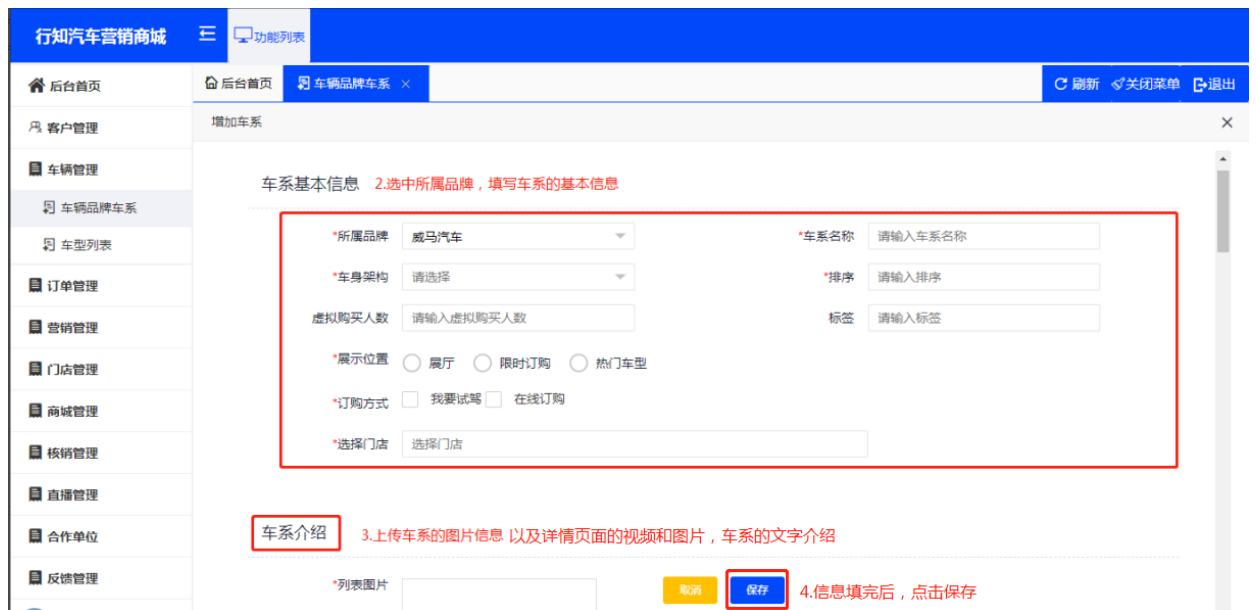 行知汽车营销商城
功能列表
后台首页
后台首页
车辆品牌车系
刷新
关闭菜单
退出
客户管理
增加车系
车辆管理
车辆品牌车系
车型列表
订单管理
营销管理
门店管理
商城管理
核销管理
直播管理
合作单位
反馈管理
车系基本信息 2.选中所属品牌，填写车系的基本信息
*所属品牌 威马汽车 *车系名称 请输入车系名称
*车身架构 请选择 *排序 请输入排序
虚拟购买人数 请输入虚拟购买人数 标签 请输入标签
*展示位置 展厅 限时订购 热门车型
*订购方式 我要试驾 在线订购
*选择门店 选择门店
车系介绍 3.上传车系的图片信息 以及详情页面的视频和图片，车系的文字介绍
*列表图片 取消 保存 4.信息填完后，点击保存